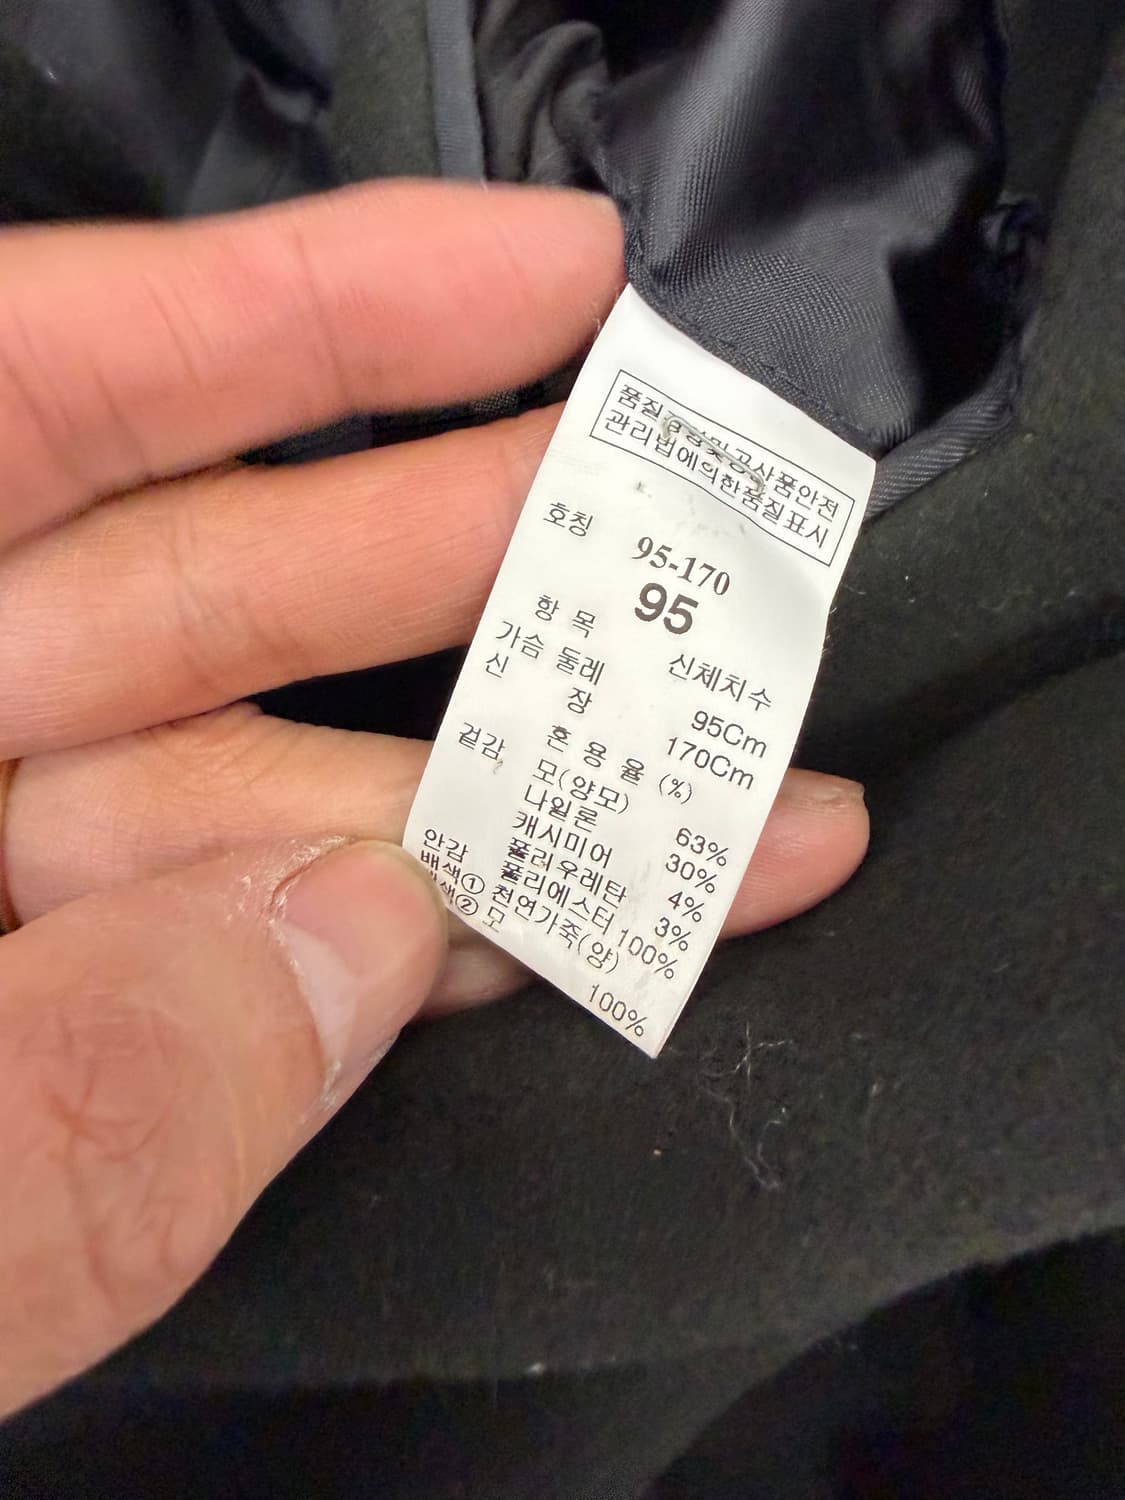 품질경영및공산품안전
관리법에의한품질표시
호칭 95-170
95
항 목 신체치수
가슴 둘레 95Cm
신 장 170Cm
혼 용 율 (%)
겉감 모(양모) 63%
나일론 30%
캐시미어 4%
폴리우레탄 3%
안감 폴리에스터 100%
배색① 천연가죽(양)
배색② 모 100%